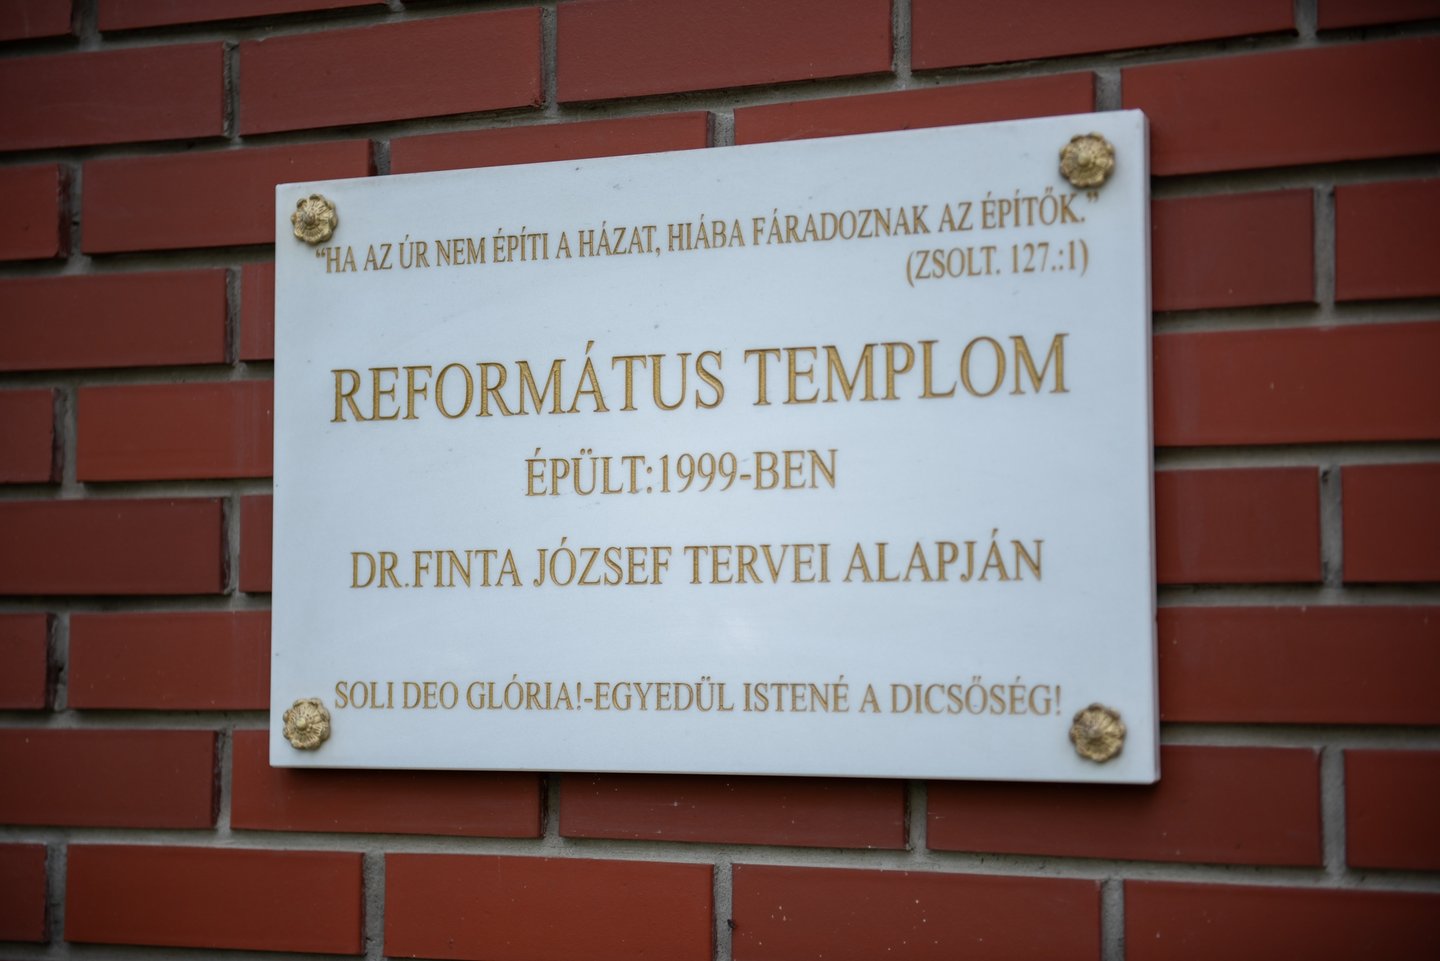 “HA AZ ÚR NEM ÉPÍTI A HÁZAT, HIÁBA FÁRADOZNAK AZ ÉPÍTŐK.”
(ZSOLT. 127.:1)
REFORMÁTUS TEMPLOM
ÉPÜLT:1999-BEN
DR.FINTA JÓZSEF TERVEI ALAPJÁN
SOLI DEO GLÓRIA!-EGYEDÜL ISTENÉ A DICSŐSÉG!